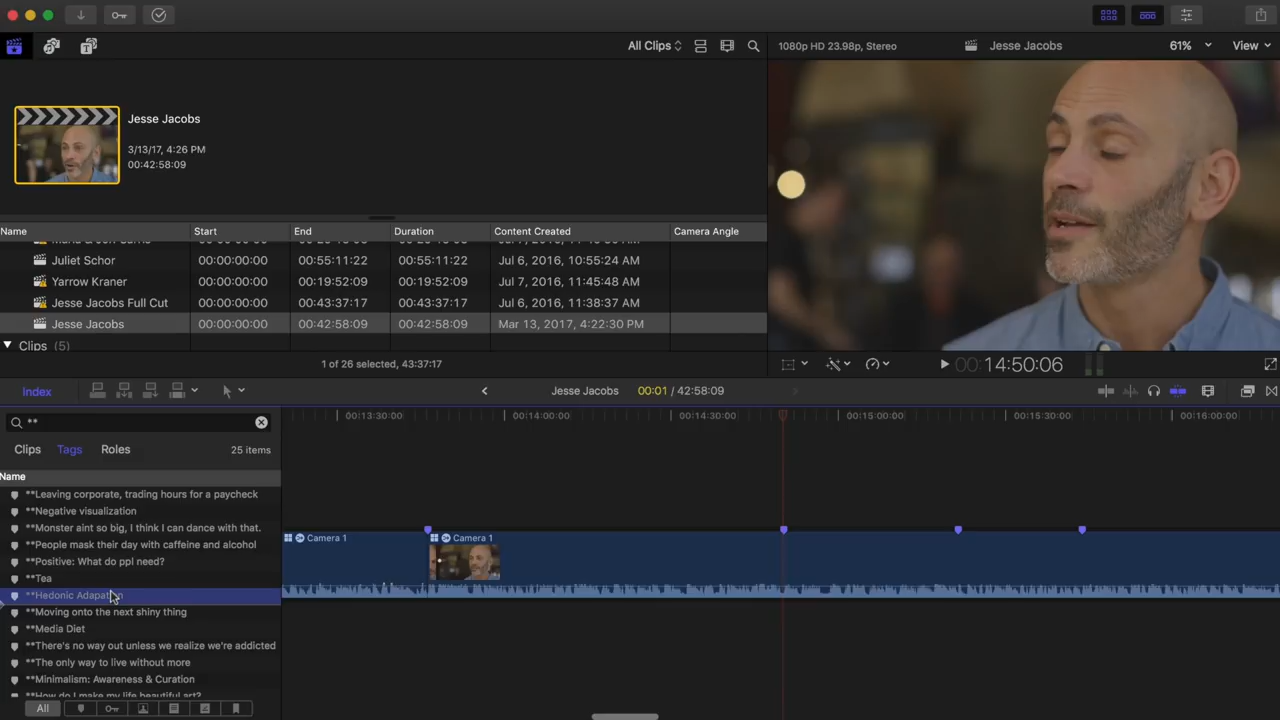 All Clips
1080p HD 23.98p, Stereo
Jesse Jacobs
61%
View
Jesse Jacobs
3/13/17, 4:26 PM
00:42:58:09
Name Start End Duration Content Created Camera Angle
Juliet Schor 00:00:00:00 00:55:11:22 00:55:11:22 Jul 6, 2016, 10:55:24 AM
Yarrow Kraner 00:00:00:00 00:19:52:09 00:19:52:09 Jul 7, 2016, 11:45:48 AM
Jesse Jacobs Full Cut 00:00:00:00 00:43:37:17 00:43:37:17 Jul 6, 2016, 11:38:37 AM
Jesse Jacobs 00:00:00:00 00:42:58:09 00:42:58:09 Mar 13, 2017, 4:22:30 PM
Clips (5)
1 of 26 selected, 43:37:17
00:14:50:06
Index
Jesse Jacobs
00:01 / 42:58:09
**
Clips Tags Roles 25 items
Name
**Leaving corporate, trading hours for a paycheck
**Negative visualization
**Monster aint so big, I think I can dance with that.
**People mask their day with caffeine and alcohol
**Positive: What do ppl need?
**Tea
**Hedonic
**Moving onto the next shiny thing
**Media Diet
**There's no way out unless we realize we're addicted
**The only way to live without more
**Minimalism: Awareness & Curation
**How do I make my life beautiful art?
All
00:13:30:00 00:14:00:00 00:14:30:00 00:15:00:00 00:15:30:00 00:16:00:00
Camera 1
Camera 1